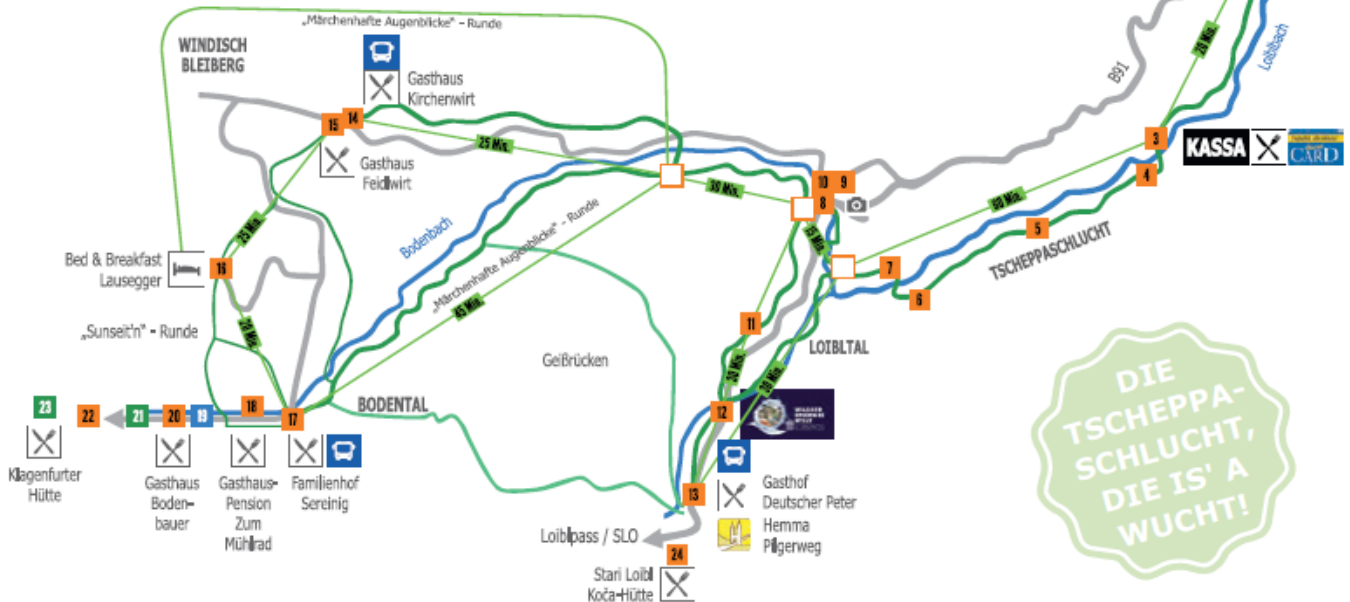 „Märchenhafte Augenblicke" - Runde
WINDISCH
BLEIBERG
Gasthaus
Kirchenwirt
15
14
25 Min.
Gasthaus
Feidlwirt
30 Min.
10
9
8
B91
20 Min.
Loiblbach
3
KASSA
CARD
4
50 Min.
5
TSCHEPPASCHLUCHT
15 Min.
7
6
25 Min.
Bodenbach
„Märchenhafte Augenblicke" - Runde
45 Min.
Bed & Breakfast
Lausegger
16
„Sunseit'n" - Runde
20 Min.
11
LOIBLTAL
Geißrücken
20 Min.
30 Min.
BODENTAL
12
23
22
21
20
19
18
17
Klagenfurter
Hütte
Gasthaus
Boden-
bauer
Gasthaus-
Pension
Zum
Mühlrad
Familienhof
Sereinig
13
Gasthof
Deutscher Peter
Hemma
Pilgerweg
Loiblpass / SLO
24
Stari Loibl
Koča-Hütte
DIE
TSCHEPPA-
SCHLUCHT,
DIE IS' A
WUCHT!